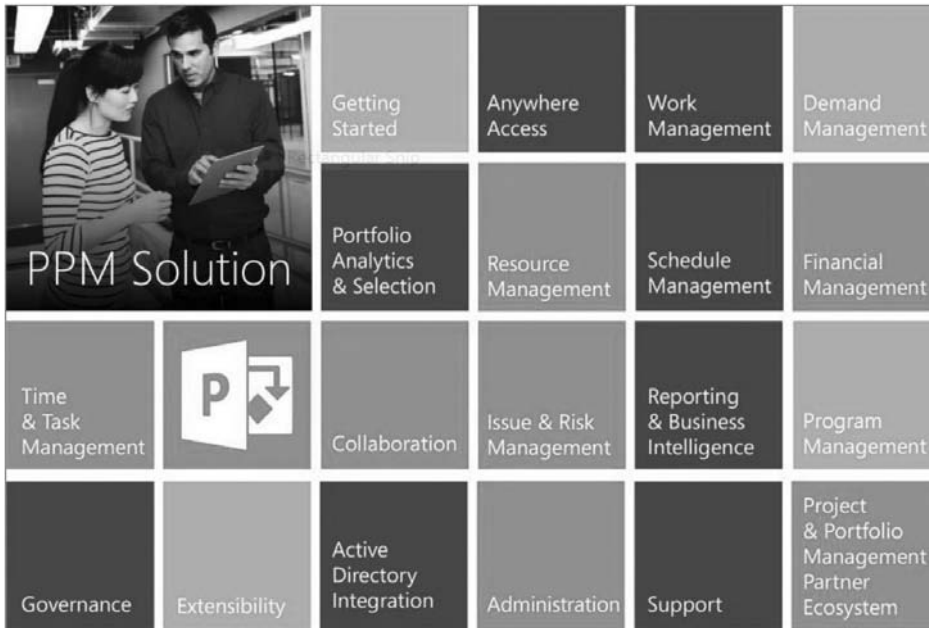 Getting
Started
Anywhere
Access
Work
Management
Demand
Management
Rectangular Snip
PPM Solution
Portfolio
Analytics
& Selection
Resource
Management
Schedule
Management
Financial
Management
Time
& Task
Management
P
Collaboration
Issue & Risk
Management
Reporting
& Business
Intelligence
Program
Management
Governance
Extensibility
Active
Directory
Integration
Administration
Support
Project
& Portfolio
Management
Partner
Ecosystem